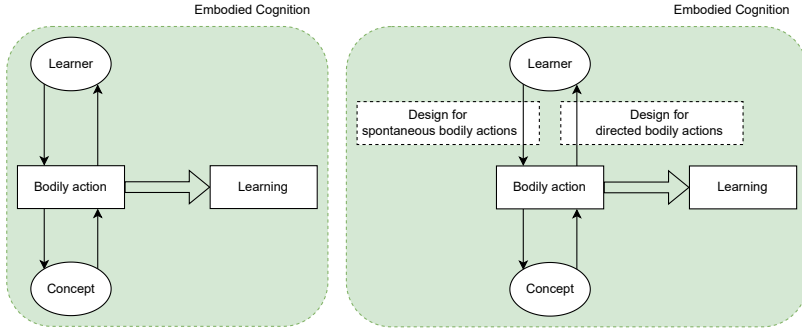 Embodied Cognition
Learner
Bodily action
Learning
Concept
Embodied Cognition
Learner
Design for
spontaneous bodily actions
Design for
directed bodily actions
Bodily action
Learning
Concept